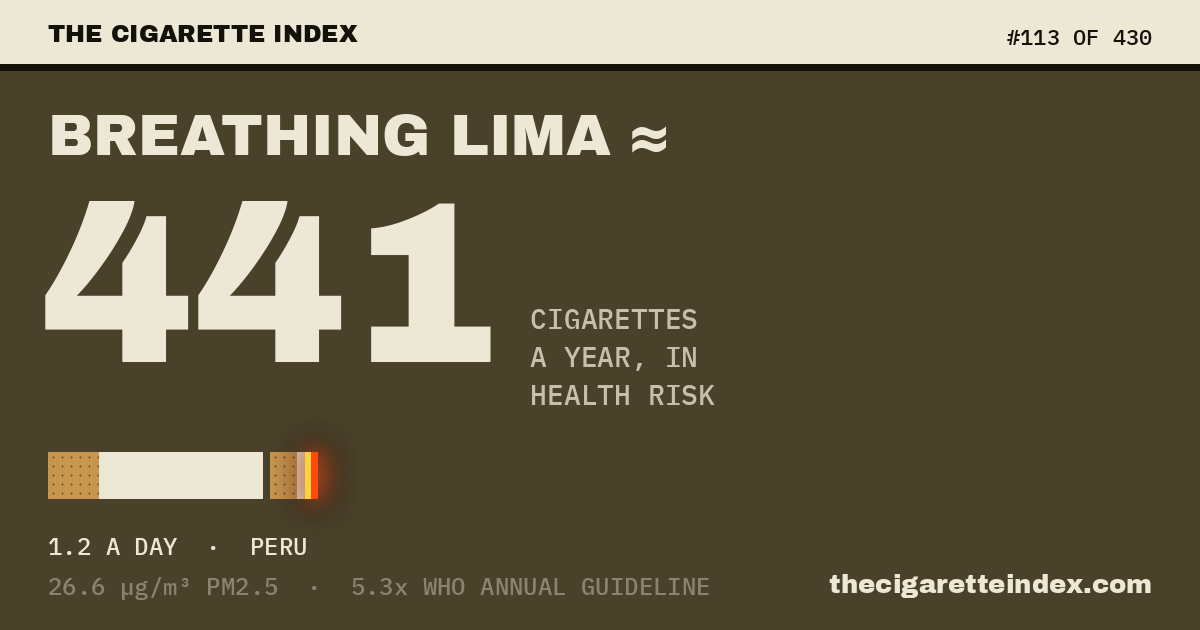 THE CIGARETTE INDEX
#113 OF 430
BREATHING LIMA ≈
441
CIGARETTES
A YEAR, IN
HEALTH RISK
1.2 A DAY · PERU
26.6 µg/m³ PM2.5 · 5.3x WHO ANNUAL GUIDELINE
thecigaretteindex.com